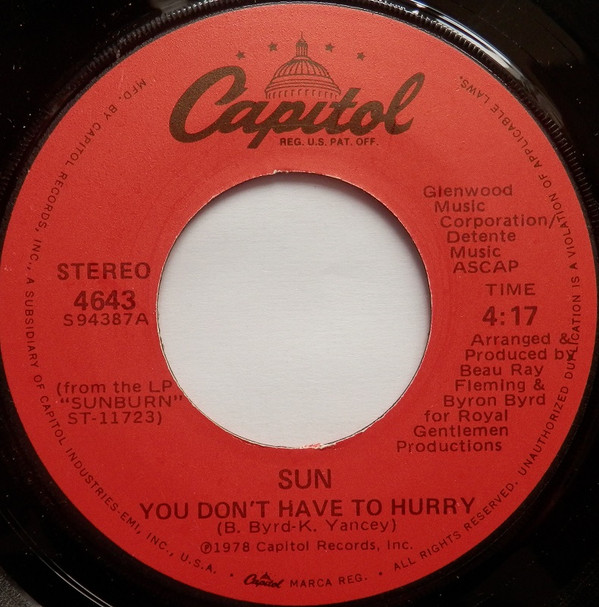 Capitol
REG. U.S. PAT. OFF.
Glenwood
Music
Corporation/
Detente
Music
ASCAP
STEREO
4643
S94387A
TIME
4:17
(from the LP
"SUNBURN"
ST-11723)
Arranged &
Produced by
Beau Ray
Fleming &
Byron Byrd
for Royal
Gentlemen
Productions
SUN
YOU DON'T HAVE TO HURRY
(B. Byrd-K. Yancey)
℗1978 Capitol Records, Inc.
MFD. BY CAPITOL RECORDS, INC., A SUBSIDIARY OF CAPITOL INDUSTRIES-EMI, INC., U.S.A. • Capitol MARCA REG. • ALL RIGHTS RESERVED. UNAUTHORIZED DUPLICATION IS A VIOLATION OF APPLICABLE LAWS.